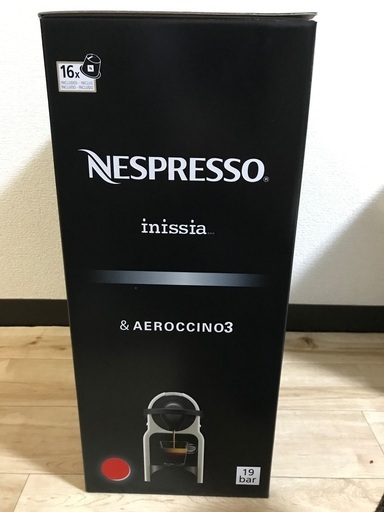 16x
NESPRESSO®
inissia
& AEROCCINO3
19
bar